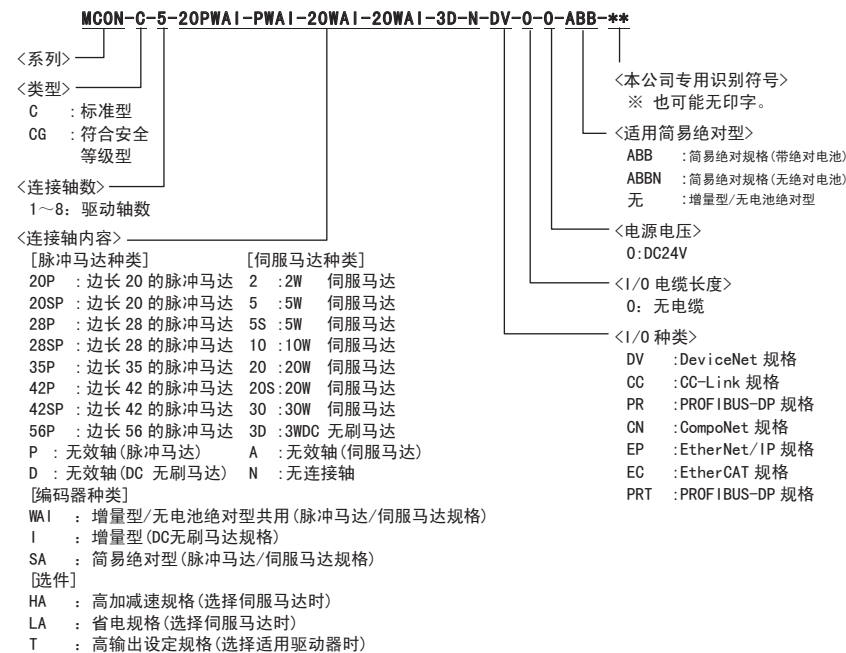 MCON-C-5-20PWAI-PWAI-20WAI-20WAI-3D-N-DV-0-0-ABB-**
<系列>
<类型>
C :标准型
CG :符合安全
等级型
<连接轴数>
1～8: 驱动轴数
<连接轴内容>
[脉冲马达种类]
20P :边长 20 的脉冲马达
20SP :边长 20 的脉冲马达
28P :边长 28 的脉冲马达
28SP :边长 28 的脉冲马达
35P :边长 35 的脉冲马达
42P :边长 42 的脉冲马达
42SP :边长 42 的脉冲马达
56P :边长 56 的脉冲马达
P :无效轴(脉冲马达)
D :无效轴(DC 无刷马达)
[伺服马达种类]
2 :2W 伺服马达
5 :5W 伺服马达
5S :5W 伺服马达
10 :10W 伺服马达
20 :20W 伺服马达
20S:20W 伺服马达
30 :30W 伺服马达
3D :3WDC 无刷马达
A :无效轴(伺服马达)
N :无连接轴
[编码器种类]
WAI :增量型/无电池绝对型共用(脉冲马达/伺服马达规格)
I :增量型(DC无刷马达规格)
SA :简易绝对型(脉冲马达/伺服马达规格)
[选件]
HA :高加减速规格(选择伺服马达时)
LA :省电规格(选择伺服马达时)
T :高输出设定规格(选择适用驱动器时)
<本公司专用识别符号>
※ 也可能无印字。
<适用简易绝对型>
ABB :简易绝对规格(带绝对电池)
ABBN :简易绝对规格(无绝对电池)
无 :增量型/无电池绝对型
<电源电压>
0:DC24V
<I/O 电缆长度>
0: 无电缆
<I/O 种类>
DV :DeviceNet 规格
CC :CC-Link 规格
PR :PROFIBUS-DP 规格
CN :CompoNet 规格
EP :EtherNet/IP 规格
EC :EtherCAT 规格
PRT :PROFIBUS-DP 规格